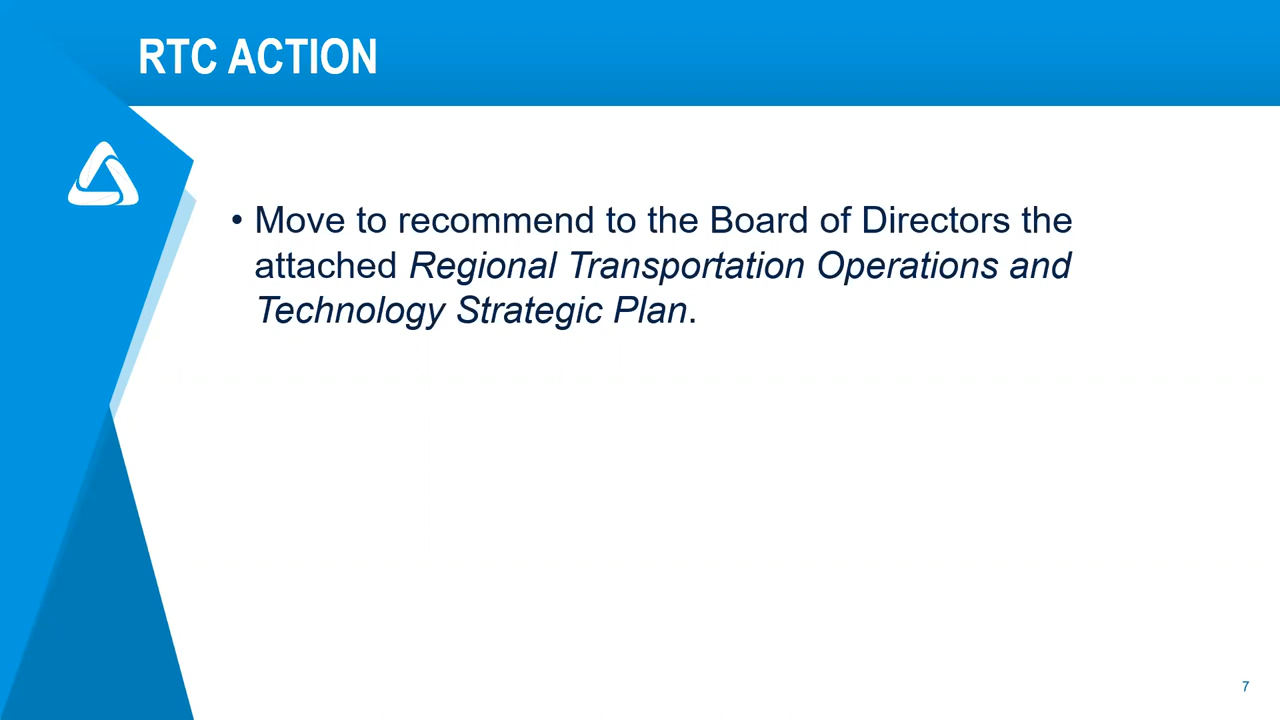 RTC ACTION
• Move to recommend to the Board of Directors the
attached Regional Transportation Operations and
Technology Strategic Plan.
7